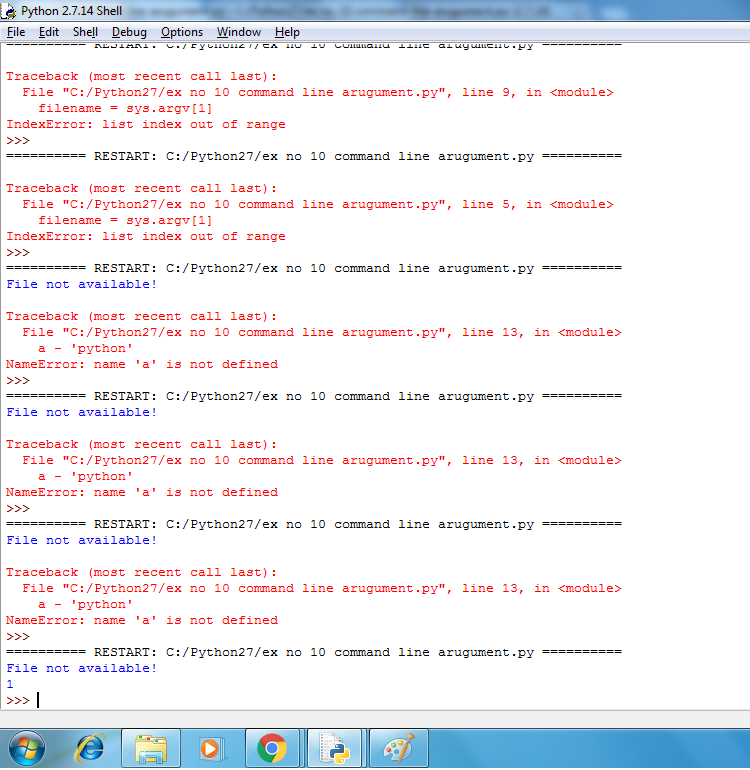 Python 2.7.14 Shell
File Edit Shell Debug Options Window Help
========== RESTART: C:/Python27/ex no 10 command line arugument.py ==========
Traceback (most recent call last):
  File "C:/Python27/ex no 10 command line arugument.py", line 9, in <module>
    filename = sys.argv[1]
IndexError: list index out of range
>>>
========== RESTART: C:/Python27/ex no 10 command line arugument.py ==========
Traceback (most recent call last):
  File "C:/Python27/ex no 10 command line arugument.py", line 5, in <module>
    filename = sys.argv[1]
IndexError: list index out of range
>>>
========== RESTART: C:/Python27/ex no 10 command line arugument.py ==========
File not available!
Traceback (most recent call last):
  File "C:/Python27/ex no 10 command line arugument.py", line 13, in <module>
    a - 'python'
NameError: name 'a' is not defined
>>>
========== RESTART: C:/Python27/ex no 10 command line arugument.py ==========
File not available!
Traceback (most recent call last):
  File "C:/Python27/ex no 10 command line arugument.py", line 13, in <module>
    a - 'python'
NameError: name 'a' is not defined
>>>
========== RESTART: C:/Python27/ex no 10 command line arugument.py ==========
File not available!
Traceback (most recent call last):
  File "C:/Python27/ex no 10 command line arugument.py", line 13, in <module>
    a - 'python'
NameError: name 'a' is not defined
>>>
========== RESTART: C:/Python27/ex no 10 command line arugument.py ==========
File not available!
1
>>>